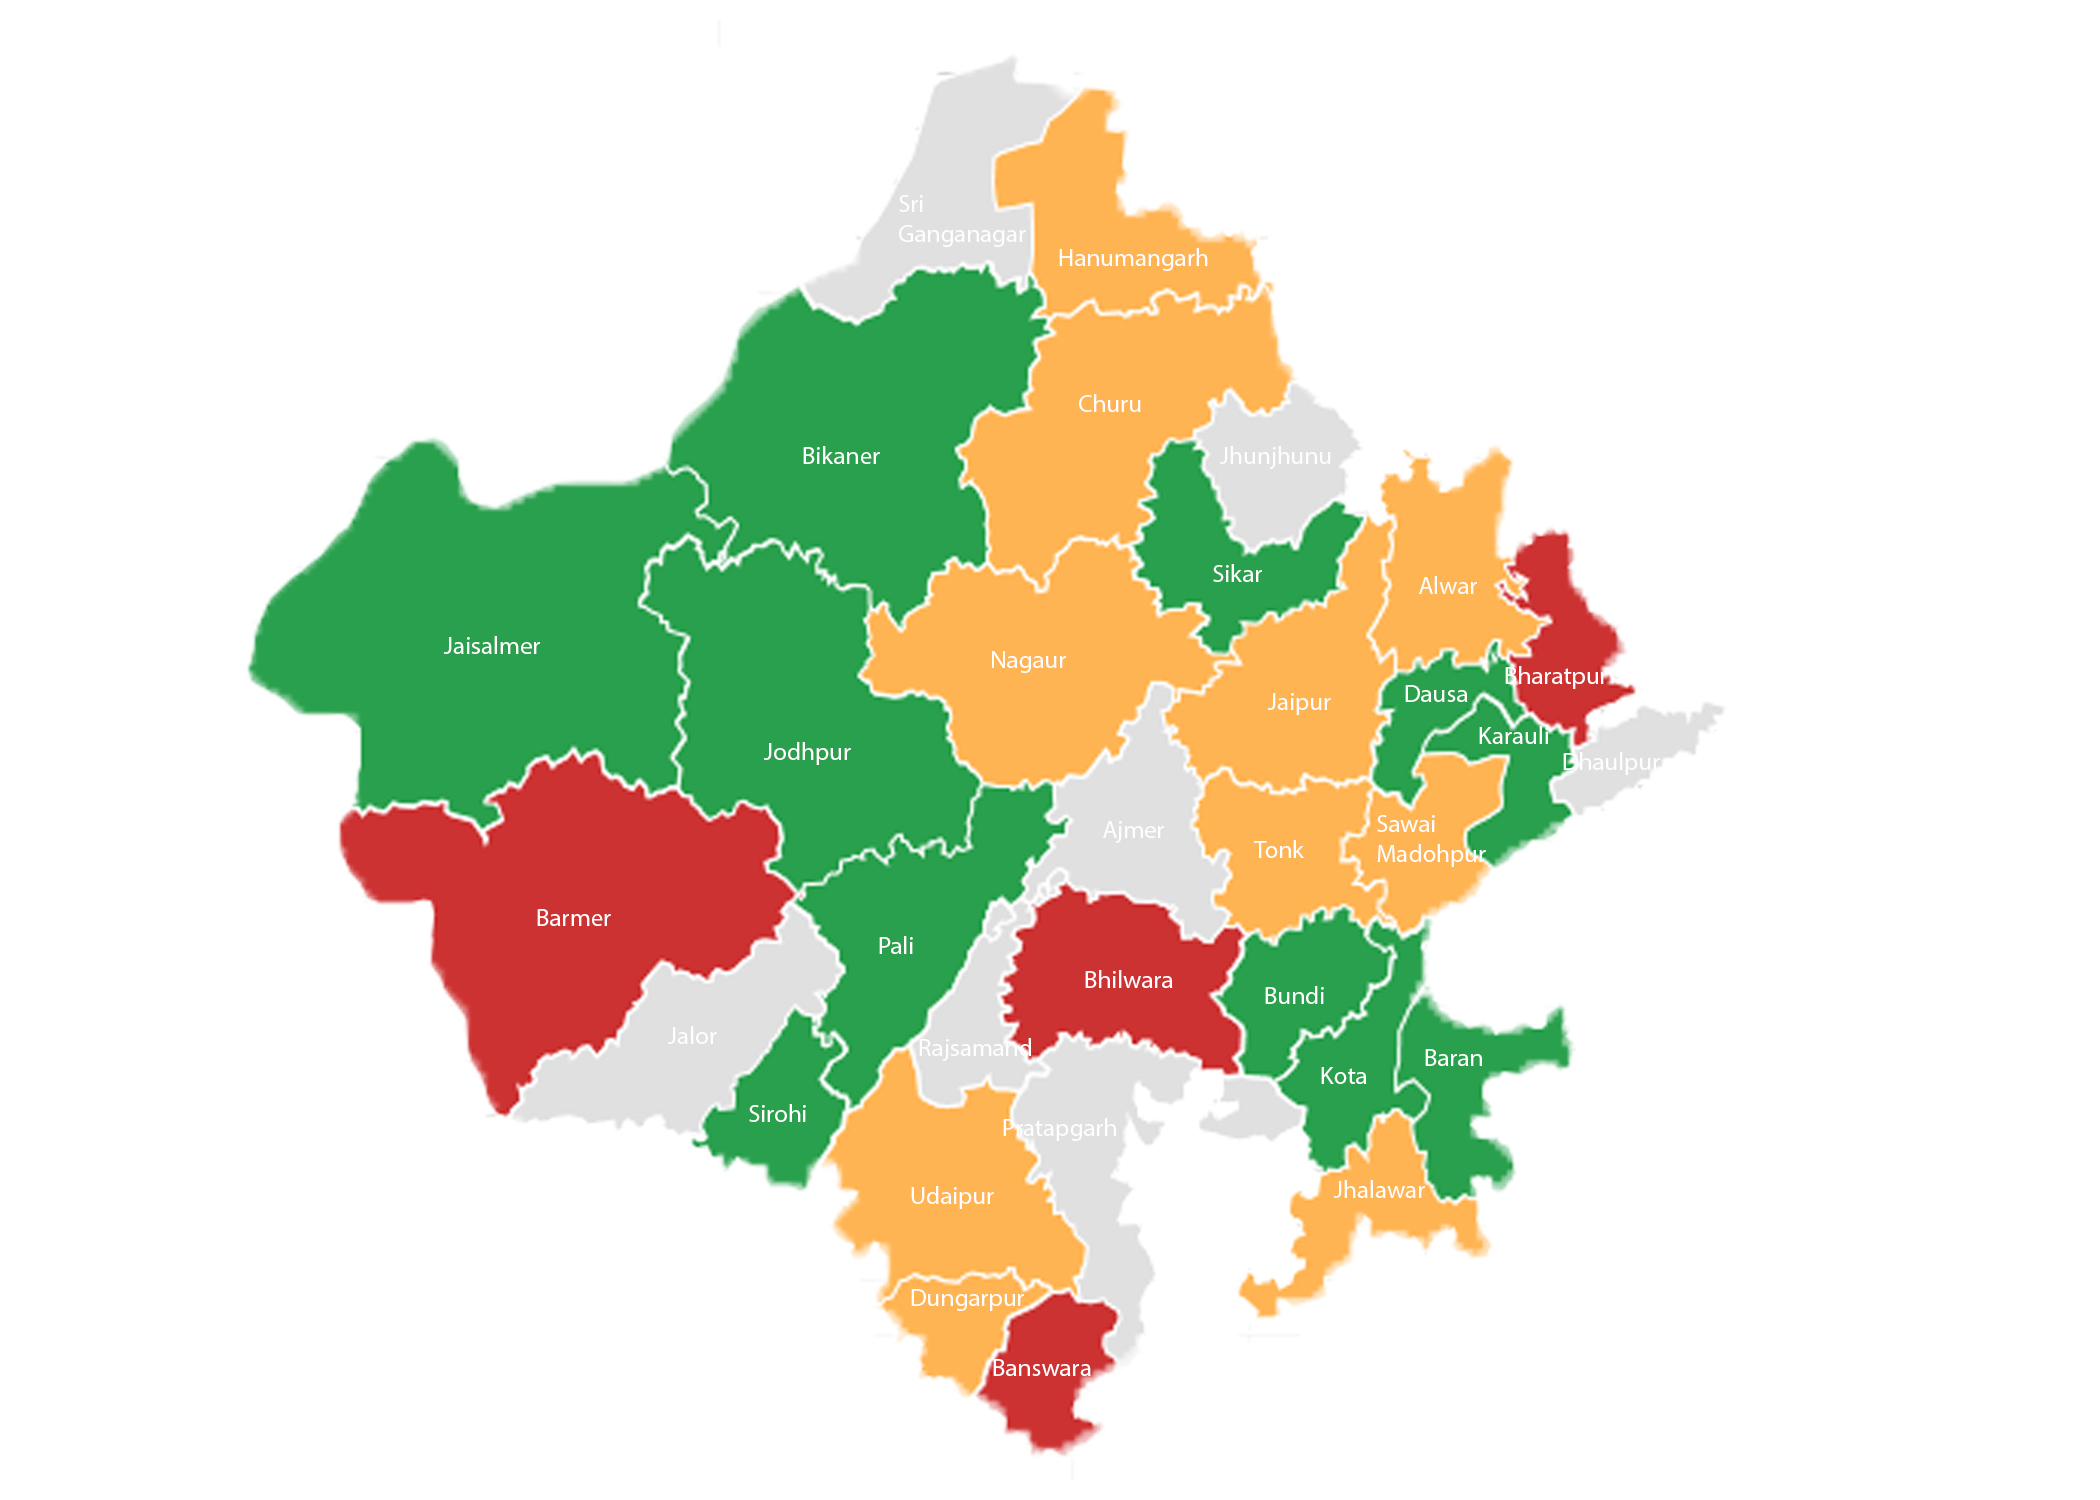 Sri
Ganganagar
Hanumangarh
Churu
Bikaner
Jhunjhunu
Sikar
Alwar
Jaisalmer
Nagaur
Bharatpur
Dausa
Jaipur
Karauli
Jodhpur
Dhaulpur
Sawai
Madohpur
Ajmer
Tonk
Barmer
Pali
Bhilwara
Bundi
Jalor
Rajsamand
Baran
Kota
Sirohi
Pratapgarh
Jhalawar
Udaipur
Dungarpur
Banswara